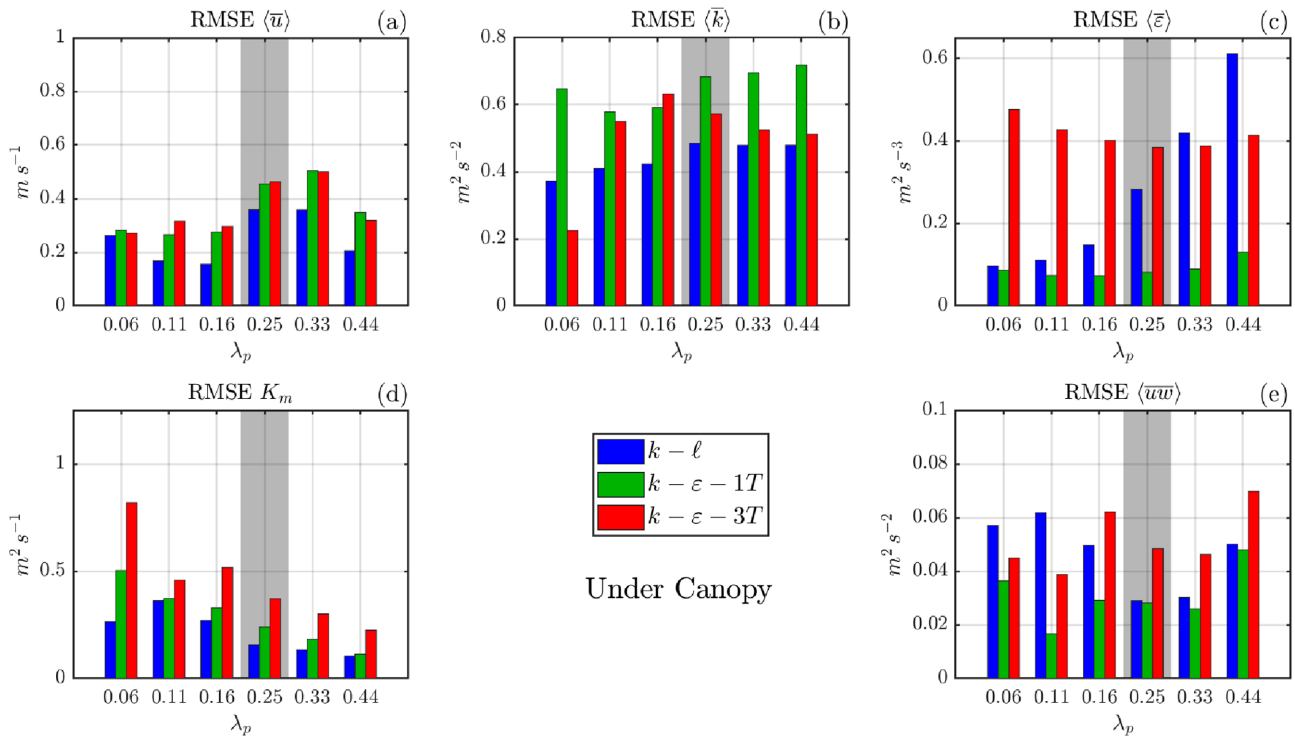 RMSE ⟨u̅⟩ (a)
1
0.8
0.6
0.4
0.2
0
m s⁻¹
0.06 0.11 0.16 0.25 0.33 0.44
λₚ
RMSE ⟨k̅⟩ (b)
0.8
0.6
0.4
0.2
0
m² s⁻²
0.06 0.11 0.16 0.25 0.33 0.44
λₚ
RMSE ⟨ε̅⟩ (c)
0.6
0.4
0.2
0
m² s⁻³
0.06 0.11 0.16 0.25 0.33 0.44
λₚ
RMSE Kₘ (d)
1
0.5
0
m² s⁻¹
0.06 0.11 0.16 0.25 0.33 0.44
λₚ
k − ℓ
k − ε − 1T
k − ε − 3T
Under Canopy
RMSE ⟨u̅w̅⟩ (e)
0.1
0.08
0.06
0.04
0.02
0
m² s⁻²
0.06 0.11 0.16 0.25 0.33 0.44
λₚ